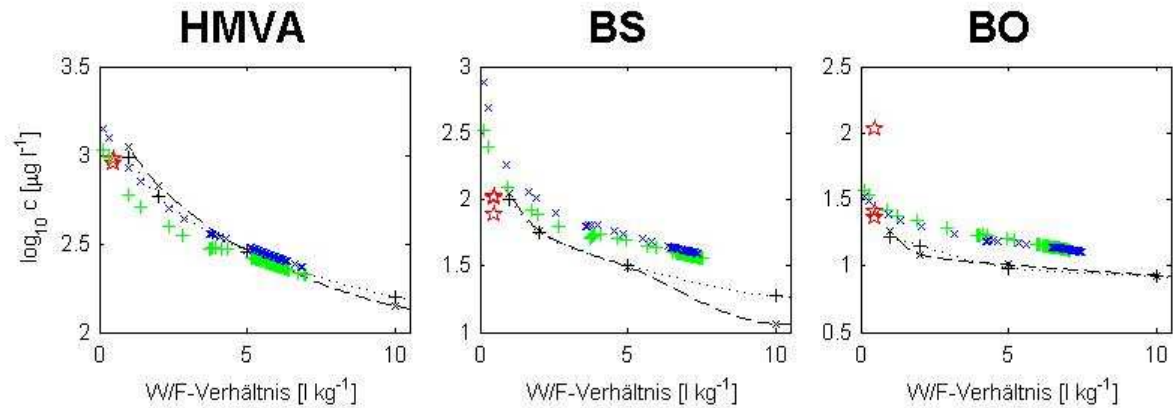 HMVA BS BO
3.5 3 2.5
log10 c [µg l-1]
3 2.5 2
2 1.5
2.5 1.5 1
2 1 0.5
0 5 10 0 5 10 0 5 10
W/F-Verhältnis [l kg-1] W/F-Verhältnis [l kg-1] W/F-Verhältnis [l kg-1]